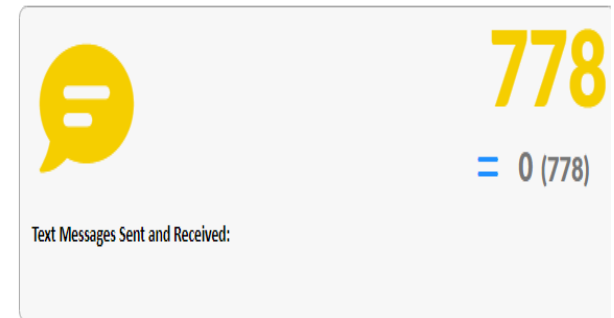 778
= 0 (778)
Text Messages Sent and Received: